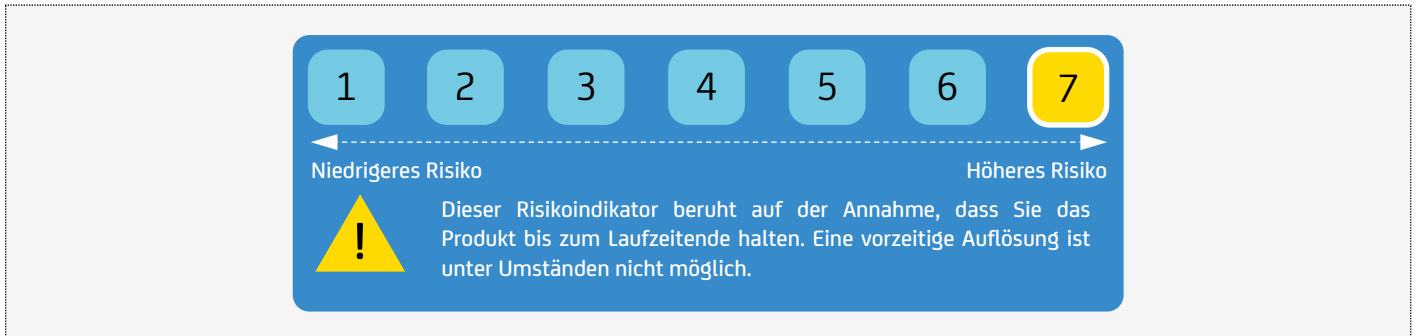 1 2 3 4 5 6 7
Niedrigeres Risiko Höheres Risiko
!
Dieser Risikoindikator beruht auf der Annahme, dass Sie das
Produkt bis zum Laufzeitende halten. Eine vorzeitige Auflösung ist
unter Umständen nicht möglich.